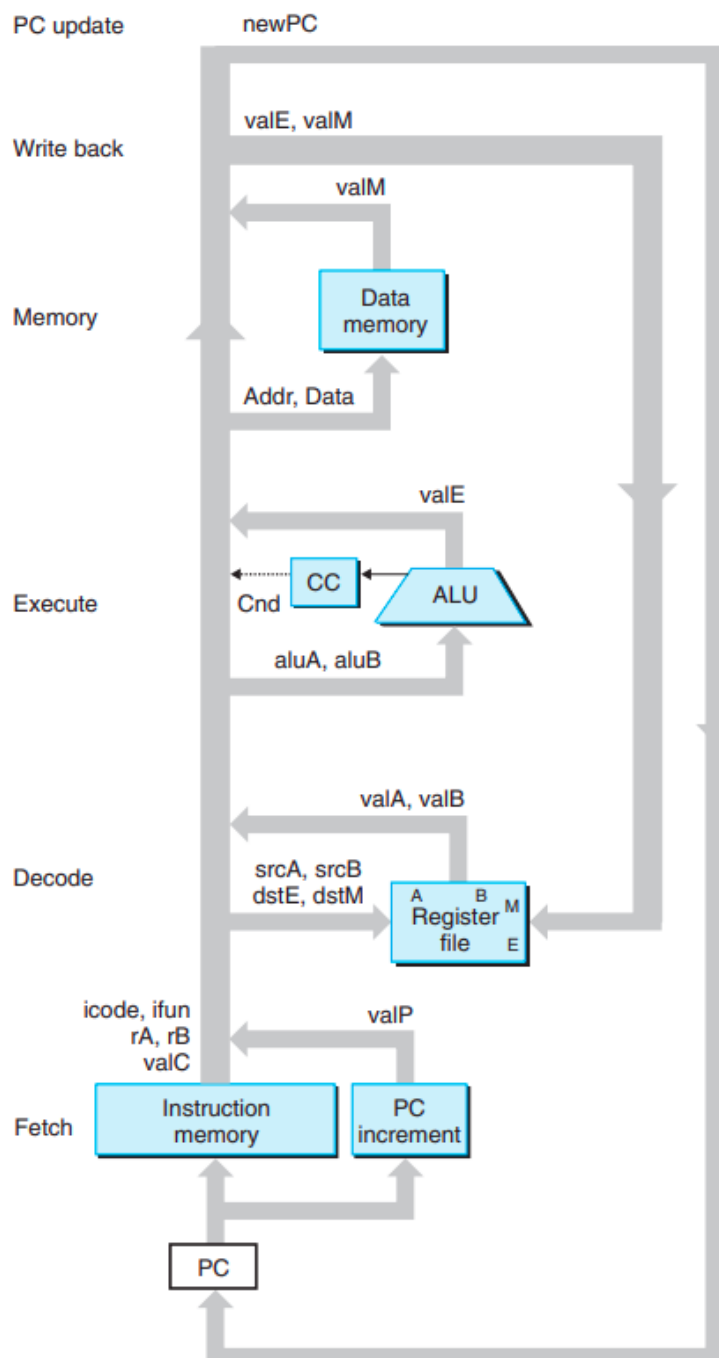 PC update
newPC
valE, valM
Write back
valM
Data
memory
Memory
Addr, Data
valE
CC
ALU
Cnd
Execute
aluA, aluB
valA, valB
srcA, srcB
dstE, dstM
Decode
A
B
M
Register
file
E
icode, ifun
rA, rB
valC
valP
Fetch
Instruction
memory
PC
increment
PC